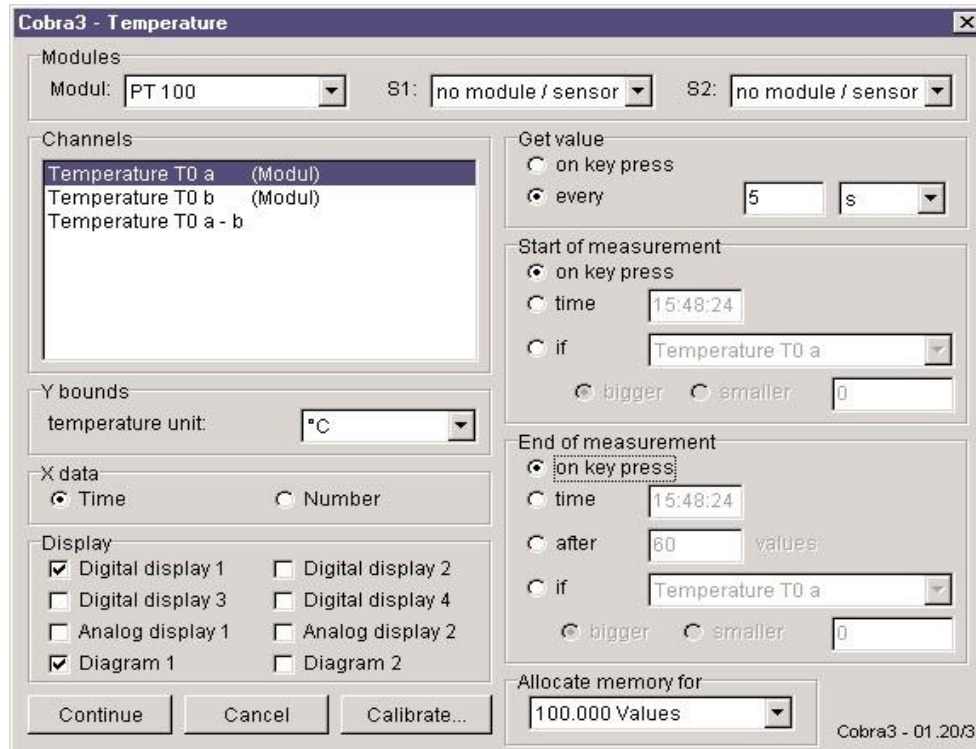 Cobra3 - Temperature
Modules
Modul: PT 100 S1: no module / sensor S2: no module / sensor
Channels
Temperature T0 a (Modul)
Temperature T0 b (Modul)
Temperature T0 a - b
Y bounds
temperature unit: °C
X data
Time Number
Display
Digital display 1 Digital display 2
Digital display 3 Digital display 4
Analog display 1 Analog display 2
Diagram 1 Diagram 2
Continue Cancel Calibrate...
Get value
on key press
every 5 s
Start of measurement
on key press
time 15:48:24
if Temperature T0 a
bigger smaller 0
End of measurement
on key press
time 15:48:24
after 60 values
if Temperature T0 a
bigger smaller 0
Allocate memory for
100.000 Values
Cobra3 - 01.20/3